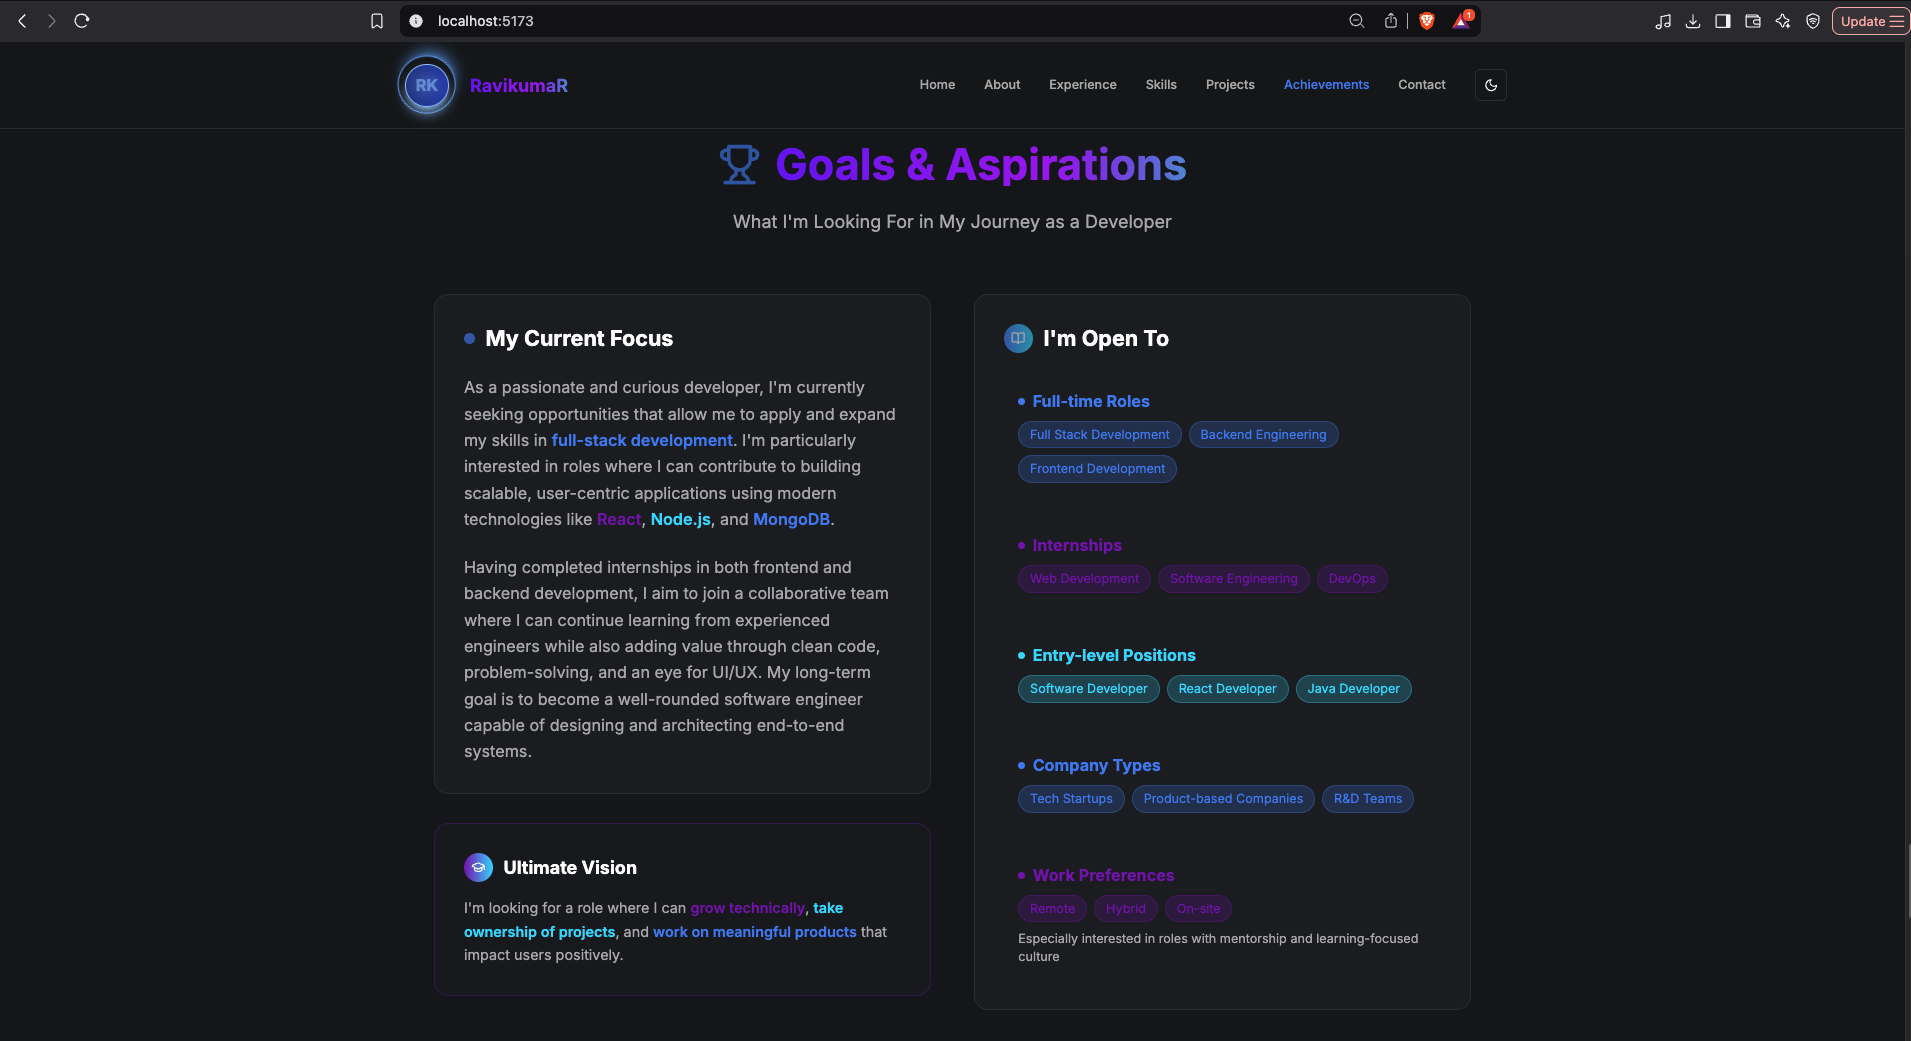 localhost:5173
1
Update
RK
RavikumaR
Home
About
Experience
Skills
Projects
Achievements
Contact
Goals & Aspirations
What I'm Looking For in My Journey as a Developer
My Current Focus
As a passionate and curious developer, I'm currently
seeking opportunities that allow me to apply and expand
my skills in full-stack development. I'm particularly
interested in roles where I can contribute to building
scalable, user-centric applications using modern
technologies like React, Node.js, and MongoDB.
Having completed internships in both frontend and
backend development, I aim to join a collaborative team
where I can continue learning from experienced
engineers while also adding value through clean code,
problem-solving, and an eye for UI/UX. My long-term
goal is to become a well-rounded software engineer
capable of designing and architecting end-to-end
systems.
Ultimate Vision
I'm looking for a role where I can grow technically, take
ownership of projects, and work on meaningful products that
impact users positively.
I'm Open To
Full-time Roles
Full Stack Development
Backend Engineering
Frontend Development
Internships
Web Development
Software Engineering
DevOps
Entry-level Positions
Software Developer
React Developer
Java Developer
Company Types
Tech Startups
Product-based Companies
R&D Teams
Work Preferences
Remote
Hybrid
On-site
Especially interested in roles with mentorship and learning-focused
culture